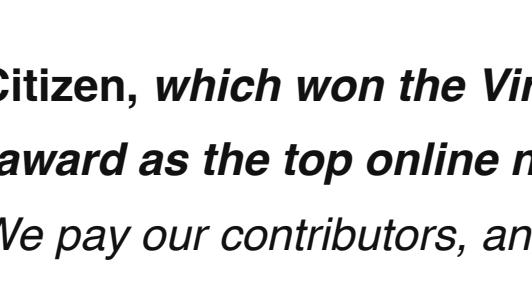 Citizen, which won the Vir
award as the top online n
We pay our contributors, an